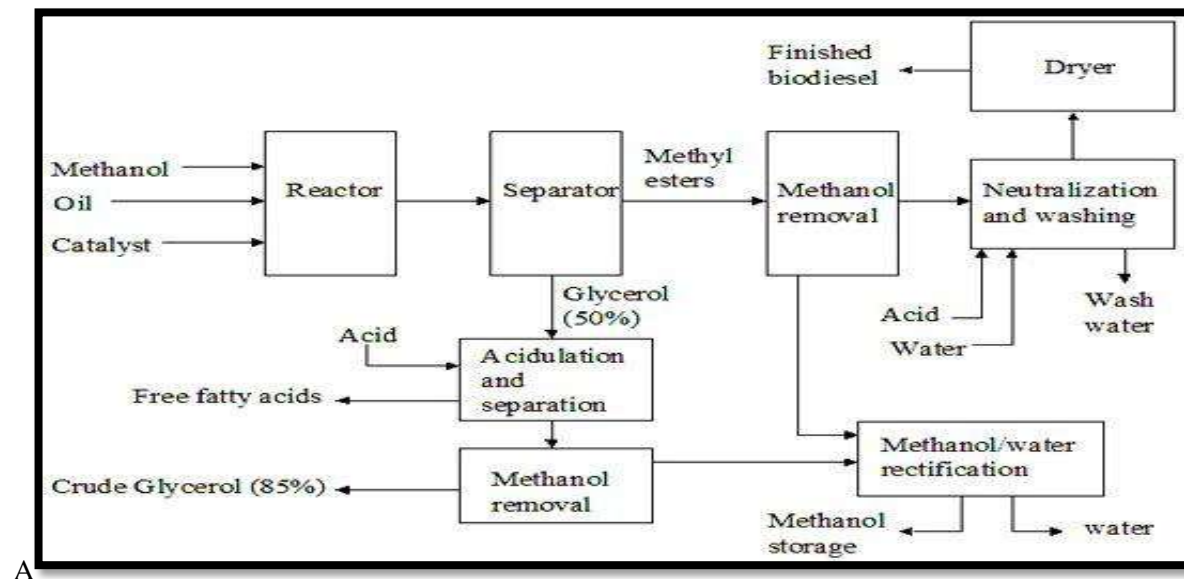 Finished
biodiesel
Dryer
Methanol
Oil
Catalyst
Reactor
Separator
Methyl
esters
Methanol
removal
Neutralization
and washing
Glycerol
(50%)
Acid
Water
Wash
water
Acid
Acidulation
and
separation
Free fatty acids
Methanol/water
rectification
Crude Glycerol (85%)
Methanol
removal
Methanol
storage
water
A